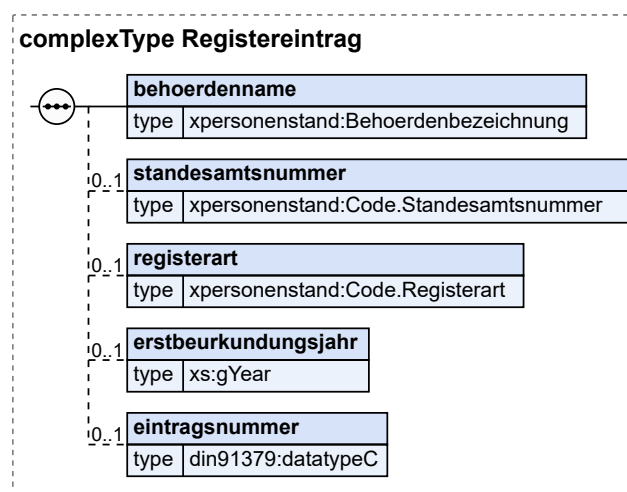 complexType Registereintrag
behoerdenname
type xpersonenstand:Behoerdenbezeichnung
0..1 standesamtsnummer
type xpersonenstand:Code.Standesamtsnummer
0..1 registerart
type xpersonenstand:Code.Registerart
0..1 erstbeurkundungsjahr
type xs:gYear
0..1 eintragsnummer
type din91379:datatypeC